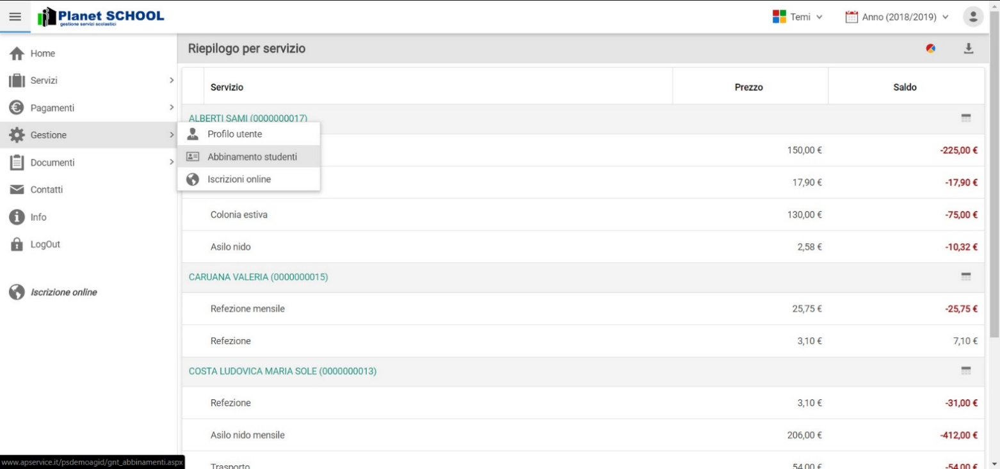 Planet SCHOOL
gestione servizi scolastici
Temi
Anno (2018/2019)
Home
Servizi
Pagamenti
Gestione
Documenti
Contatti
Info
LogOut
Iscrizione online
Riepilogo per servizio
Servizio Prezzo Saldo
ALBERTI SAMI (0000000017)
Profilo utente
Abbinamento studenti
Iscrizioni online
150,00 € -225,00 €
17,90 € -17,90 €
Colonia estiva 130,00 € -75,00 €
Asilo nido 2,58 € -10,32 €
CARUANA VALERIA (0000000015)
Refezione mensile 25,75 € -25,75 €
Refezione 3,10 € 7,10 €
COSTA LUDOVICA MARIA SOLE (0000000013)
Refezione 3,10 € -31,00 €
Asilo nido mensile 206,00 € -412,00 €
Trasporto 54,00 € -54,00 €
www.apservice.it/psdemoagid/gnt_abbinamenti.aspx